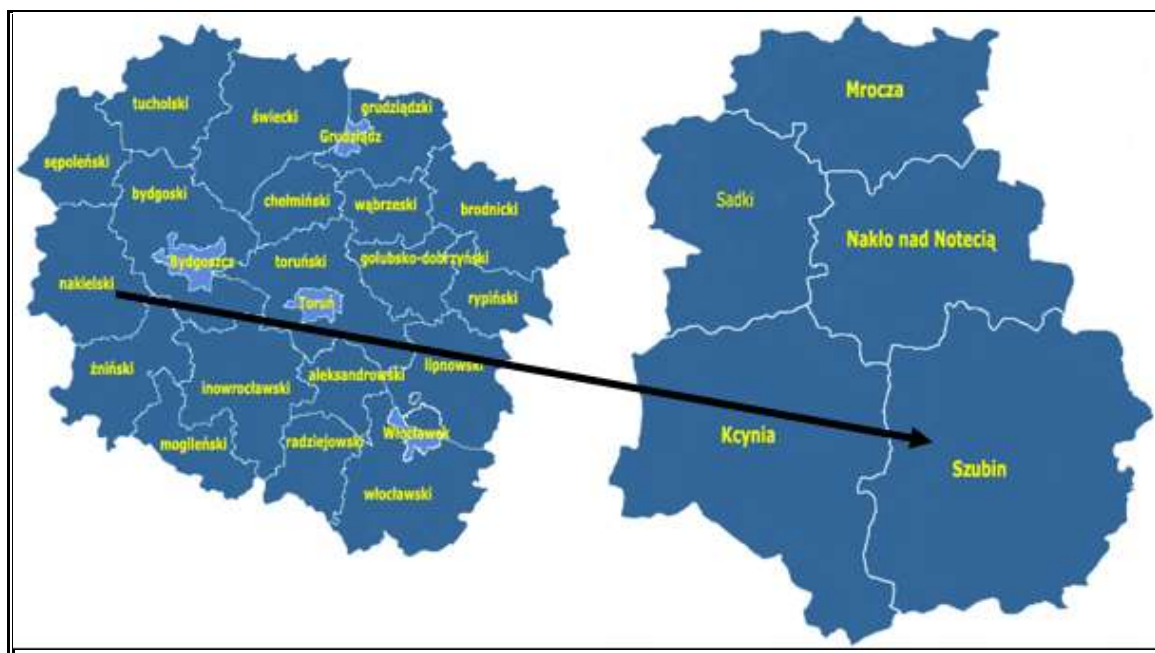 tucholski
świecki
grudziądzki
Grudziądz
sępoleński
bydgoski
chełmiński
wąbrzeski
brodnicki
Bydgoszcz
toruński
golubsko-dobrzyński
nakielski
Toruń
rypiński
żniński
inowrocławski
aleksandrowski
lipnowski
mogileński
radziejowski
Włocławek
włocławski
Mrocza
Sadki
Nakło nad Notecią
Kcynia
Szubin